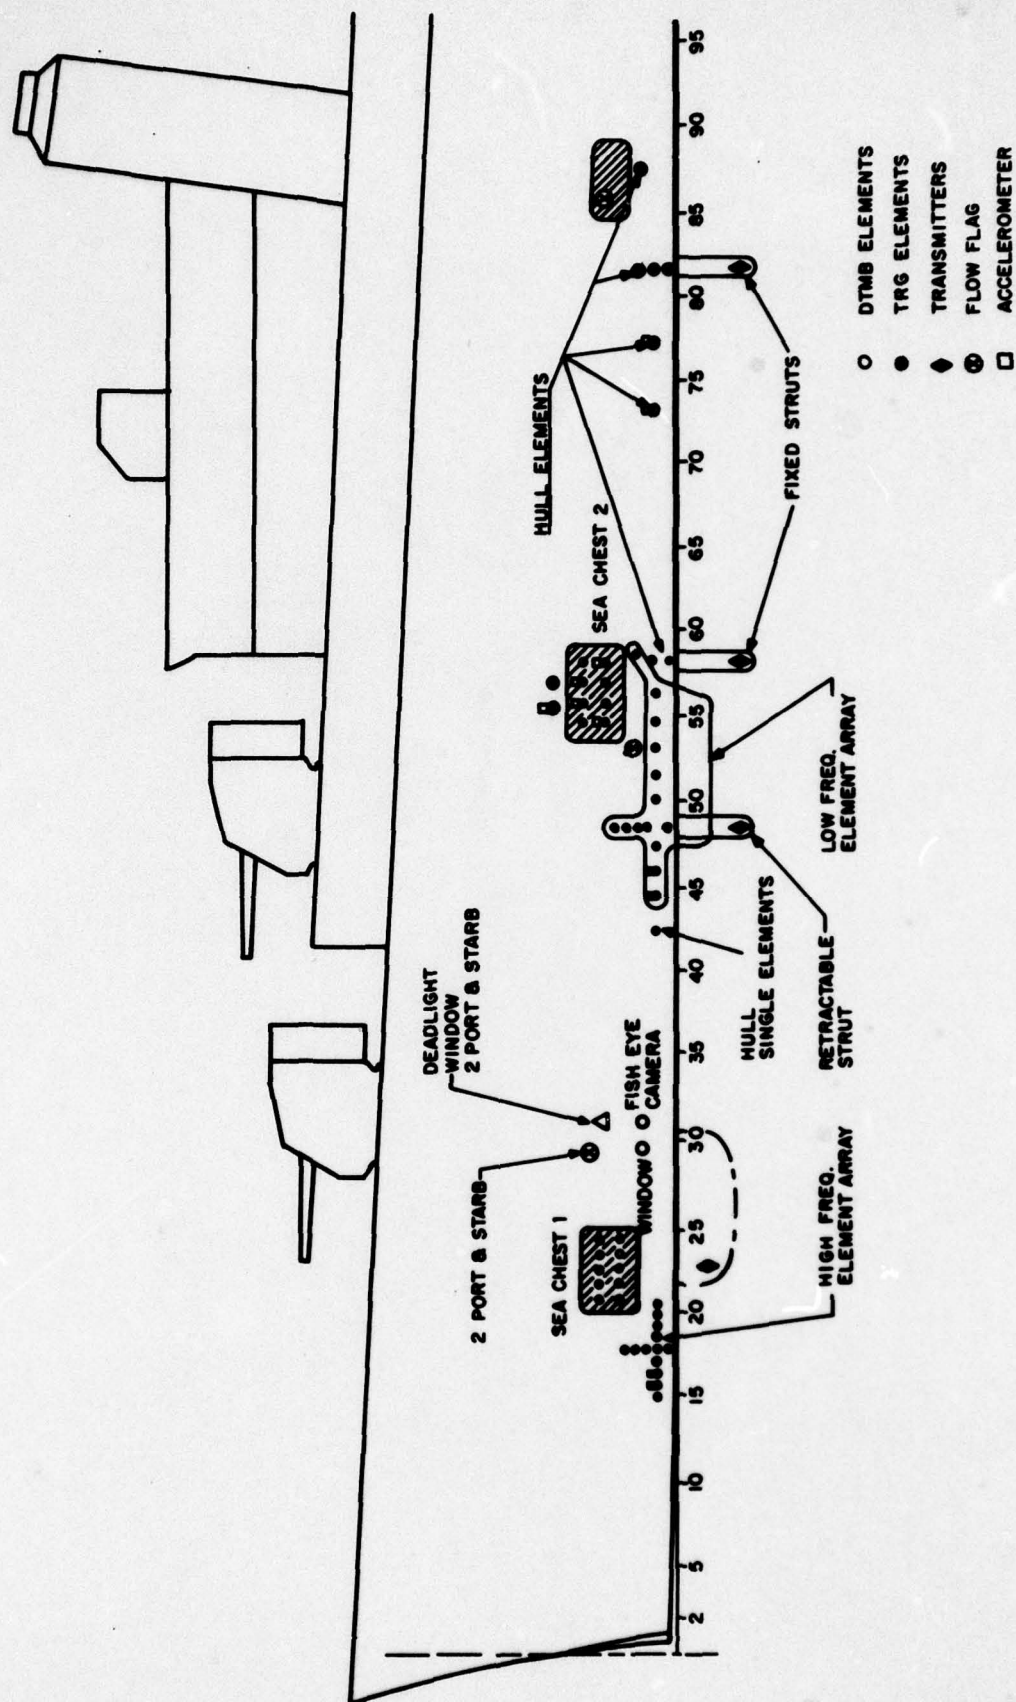 DEADLIGHT
WINDOW
2 PORT & STARB
2 PORT & STARB
SEA CHEST 1
WINDOW
FISH EYE
CAMERA
HULL ELEMENTS
SEA CHEST 2
2
5
10
15
20
25
30
35
40
45
50
55
60
65
70
75
80
85
90
95
HIGH FREQ.
ELEMENT ARRAY
HULL
SINGLE ELEMENTS
RETRACTABLE
STRUT
LOW FREQ.
ELEMENT ARRAY
FIXED STRUTS
DTMB ELEMENTS
TRG ELEMENTS
TRANSMITTERS
FLOW FLAG
ACCELEROMETER